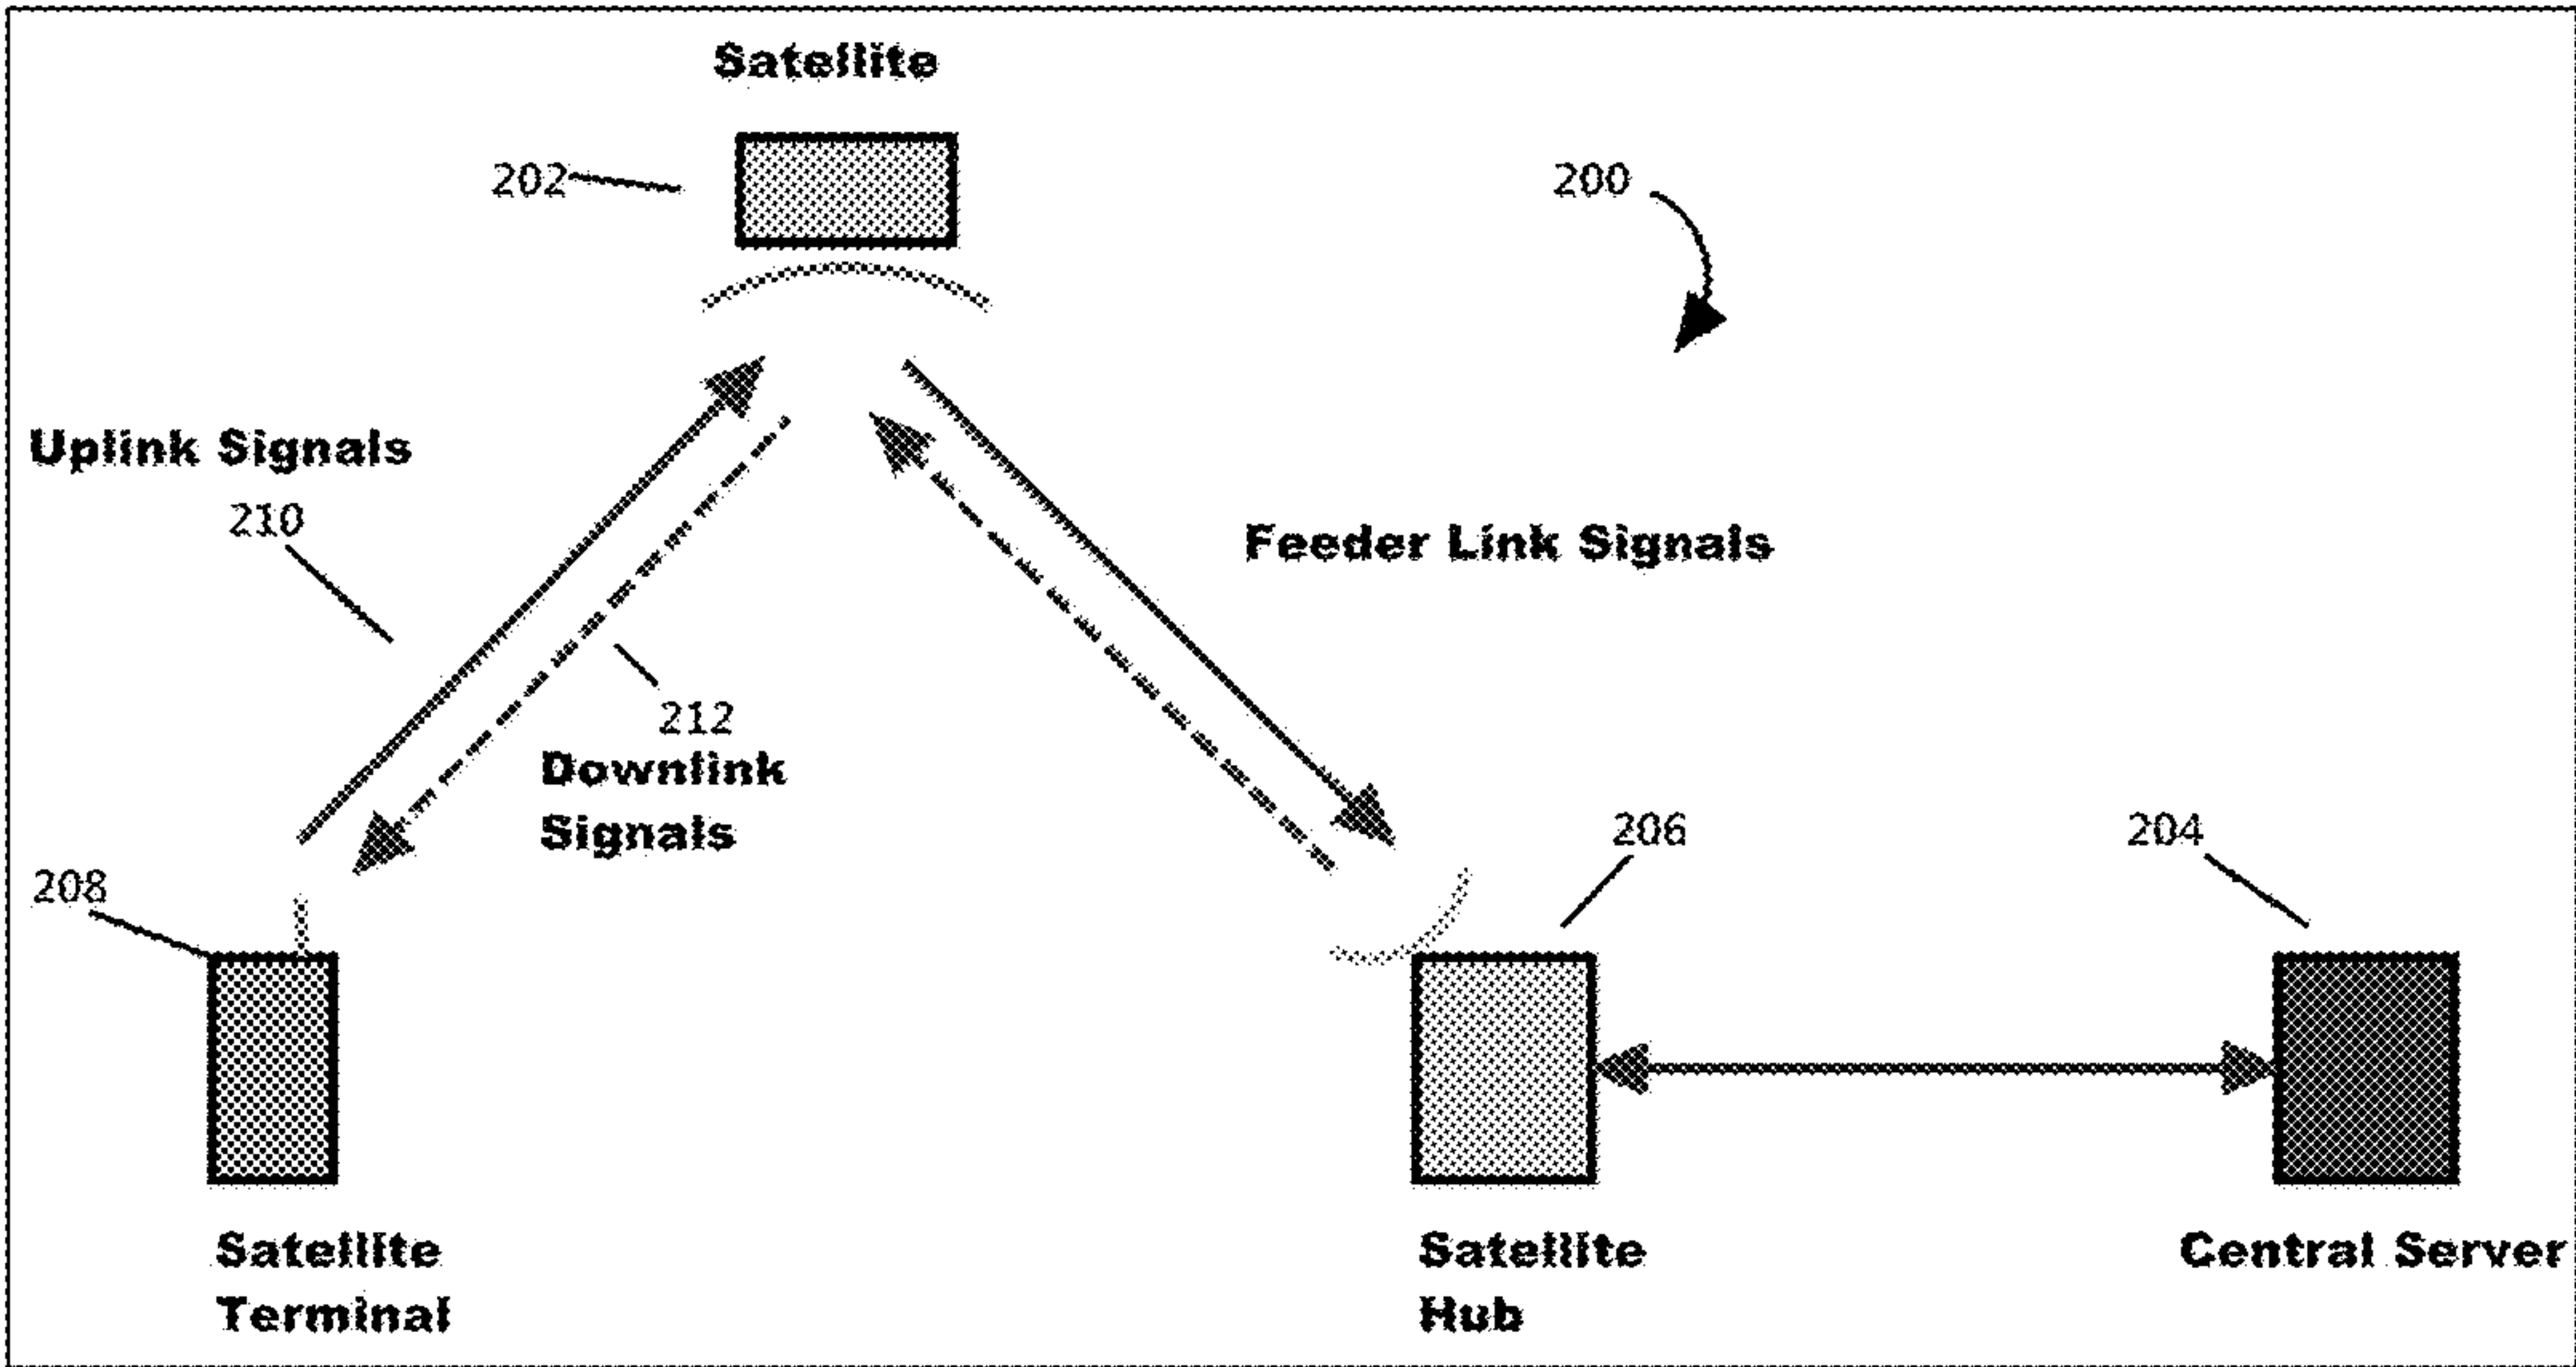 Satellite
202
200
Uplink Signals
210
Feeder Link Signals
212
Downlink
Signals
206
204
208
Satellite
Terminal
Satellite
Hub
Central Server